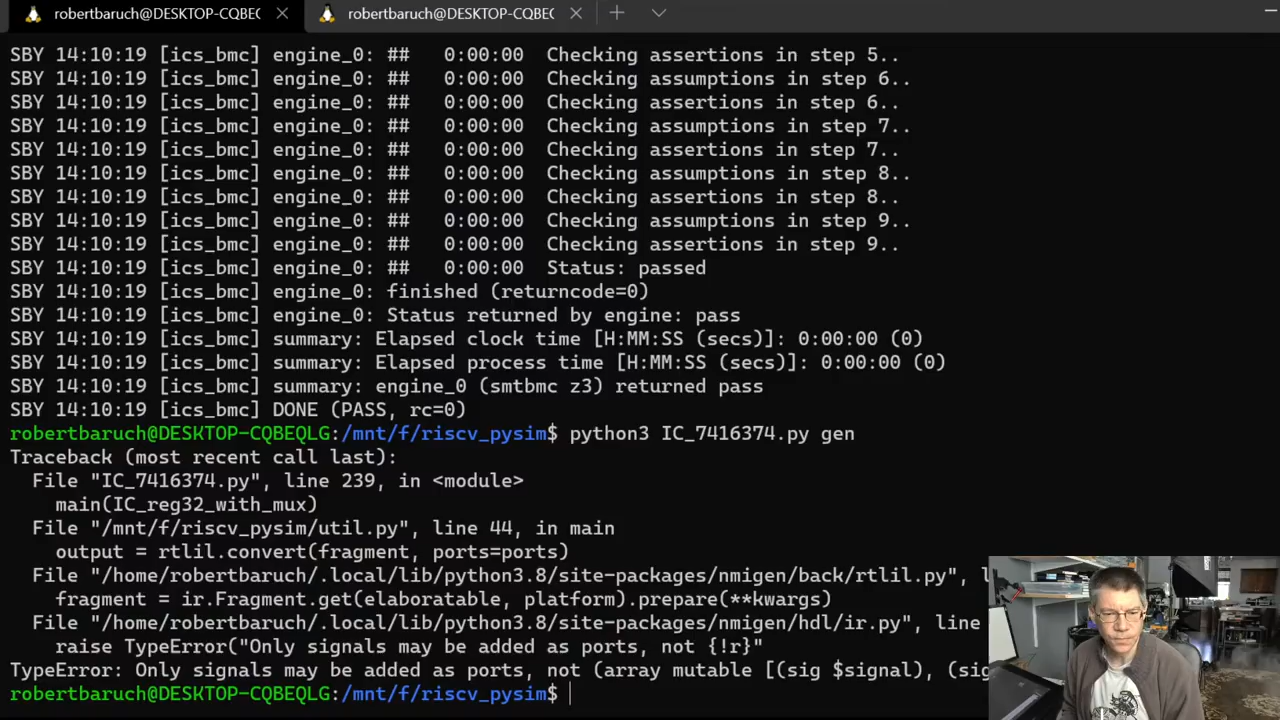 robertbaruch@DESKTOP-CQBEQL( robertbaruch@DESKTOP-CQBEQL(
SBY 14:10:19 [ics_bmc] engine_0: ## 0:00:00 Checking assertions in step 5..
SBY 14:10:19 [ics_bmc] engine_0: ## 0:00:00 Checking assumptions in step 6..
SBY 14:10:19 [ics_bmc] engine_0: ## 0:00:00 Checking assertions in step 6..
SBY 14:10:19 [ics_bmc] engine_0: ## 0:00:00 Checking assumptions in step 7..
SBY 14:10:19 [ics_bmc] engine_0: ## 0:00:00 Checking assertions in step 7..
SBY 14:10:19 [ics_bmc] engine_0: ## 0:00:00 Checking assumptions in step 8..
SBY 14:10:19 [ics_bmc] engine_0: ## 0:00:00 Checking assertions in step 8..
SBY 14:10:19 [ics_bmc] engine_0: ## 0:00:00 Checking assumptions in step 9..
SBY 14:10:19 [ics_bmc] engine_0: ## 0:00:00 Checking assertions in step 9..
SBY 14:10:19 [ics_bmc] engine_0: ## 0:00:00 Status: passed
SBY 14:10:19 [ics_bmc] engine_0: finished (returncode=0)
SBY 14:10:19 [ics_bmc] engine_0: Status returned by engine: pass
SBY 14:10:19 [ics_bmc] summary: Elapsed clock time [H:MM:SS (secs)]: 0:00:00 (0)
SBY 14:10:19 [ics_bmc] summary: Elapsed process time [H:MM:SS (secs)]: 0:00:00 (0)
SBY 14:10:19 [ics_bmc] summary: engine_0 (smtbmc z3) returned pass
SBY 14:10:19 [ics_bmc] DONE (PASS, rc=0)
robertbaruch@DESKTOP-CQBEQLG:/mnt/f/riscv_pysim$ python3 IC_7416374.py gen
Traceback (most recent call last):
File "IC_7416374.py", line 239, in <module>
main(IC_reg32_with_mux)
File "/mnt/f/riscv_pysim/util.py", line 44, in main
output = rtlil.convert(fragment, ports=ports)
File "/home/robertbaruch/.local/lib/python3.8/site-packages/nmigen/back/rtlil.py", l
fragment = ir.Fragment.get(elaboratable, platform).prepare(**kwargs)
File "/home/robertbaruch/.local/lib/python3.8/site-packages/nmigen/hdl/ir.py", line
raise TypeError("Only signals may be added as ports, not {!r}"
TypeError: Only signals may be added as ports, not (array mutable [(sig $signal), (sig
robertbaruch@DESKTOP-CQBEQLG:/mnt/f/riscv_pysim$